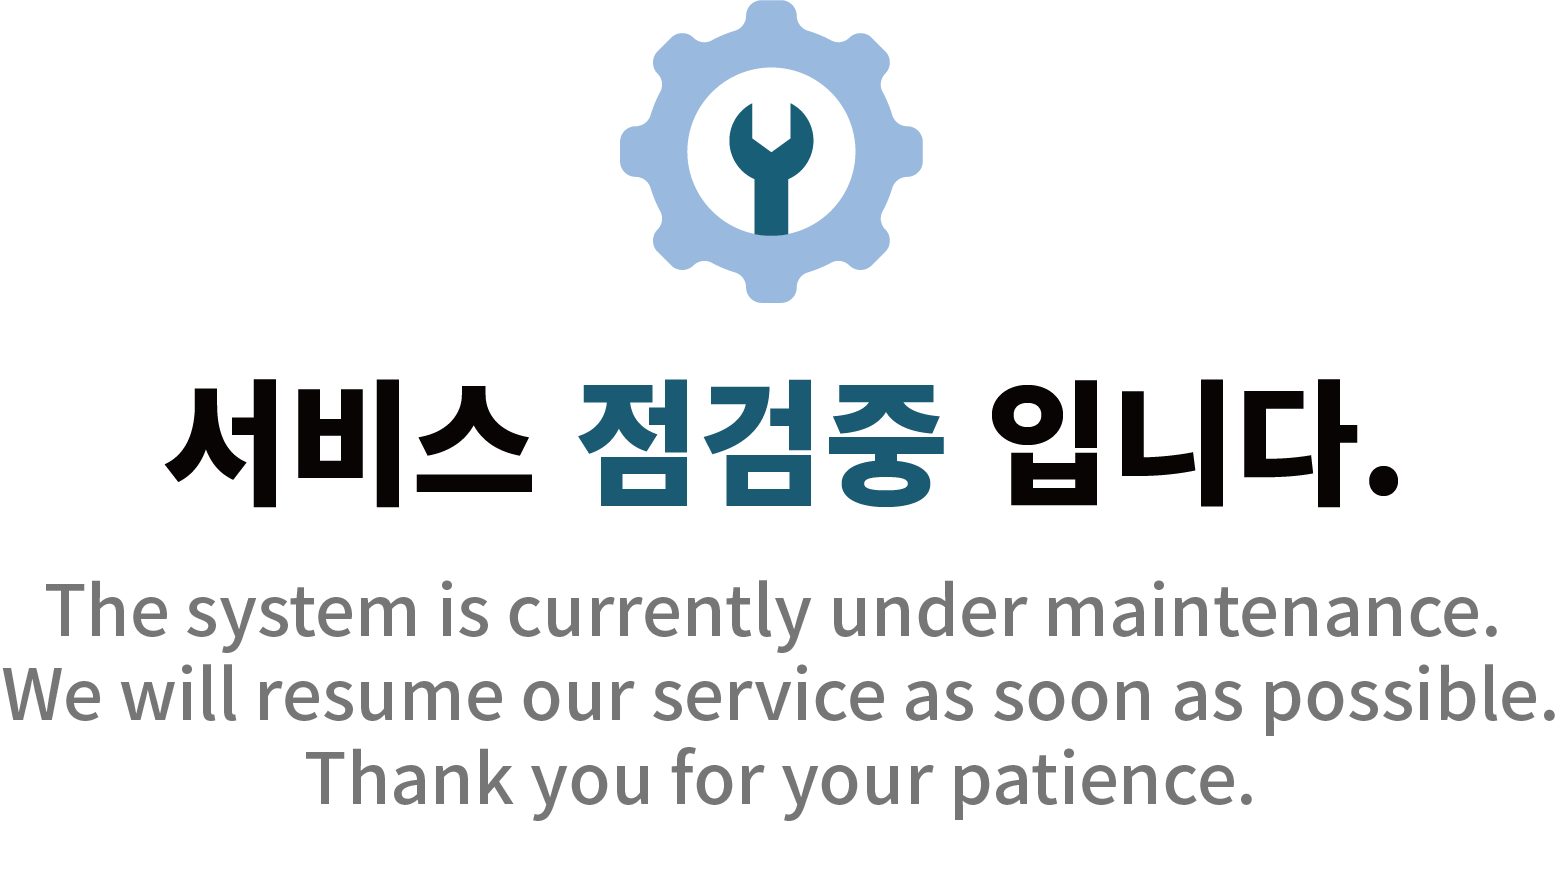 서비스 점검중 입니다.
The system is currently under maintenance.
We will resume our service as soon as possible.
Thank you for your patience.